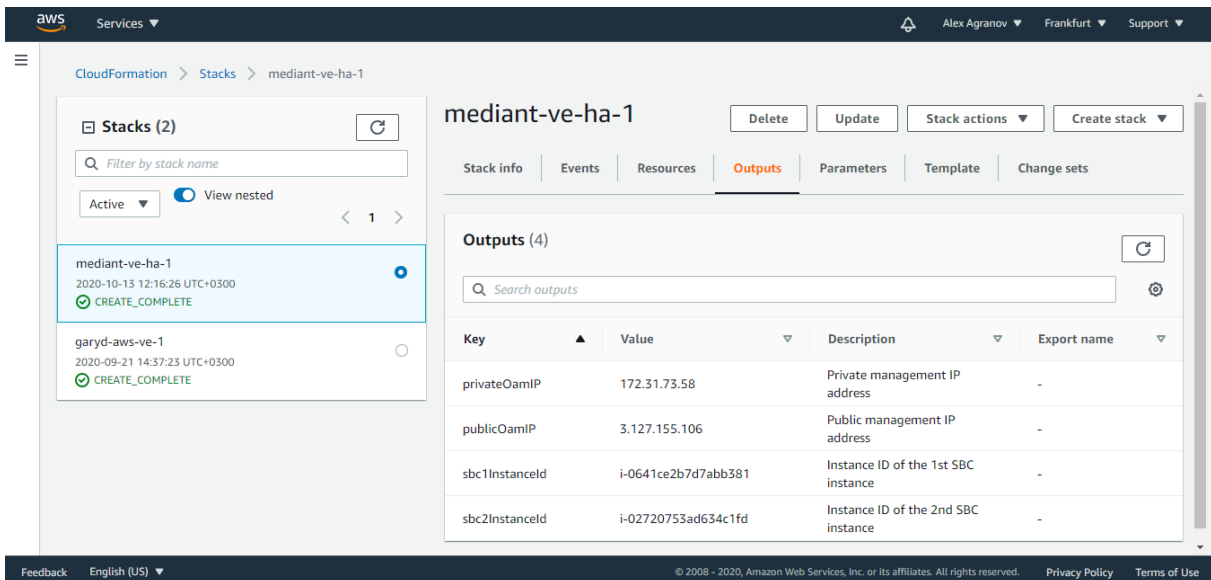 aws Services ▼ Alex Agranov ▼ Frankfurt ▼ Support ▼
CloudFormation > Stacks > mediant-ve-ha-1
Stacks (2)
Filter by stack name
Active ▼ View nested
< 1 >
mediant-ve-ha-1
2020-10-13 12:16:26 UTC+0300
CREATE_COMPLETE
garyd-aws-ve-1
2020-09-21 14:37:23 UTC+0300
CREATE_COMPLETE
mediant-ve-ha-1 Delete Update Stack actions ▼ Create stack ▼
Stack info Events Resources Outputs Parameters Template Change sets
Outputs (4)
Search outputs
Key Value Description Export name
privateOamIP 172.31.73.58 Private management IP
address -
publicOamIP 3.127.155.106 Public management IP
address -
sbc1InstanceId i-0641ce2b7d7abb381 Instance ID of the 1st SBC
instance -
sbc2InstanceId i-02720753ad634c1fd Instance ID of the 2nd SBC
instance -
Feedback English (US) ▼ © 2008 - 2020, Amazon Web Services, Inc. or its affiliates. All rights reserved. Privacy Policy Terms of Use